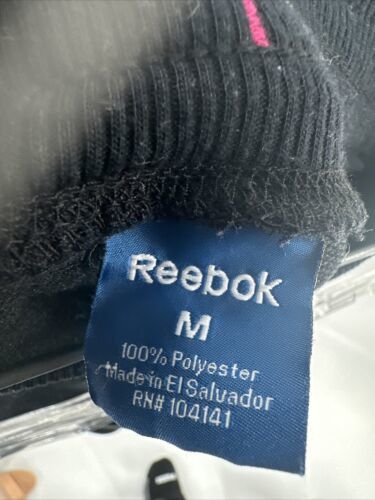 Reebok
M
100% Polyester
Made in El Salvador
RN# 104141